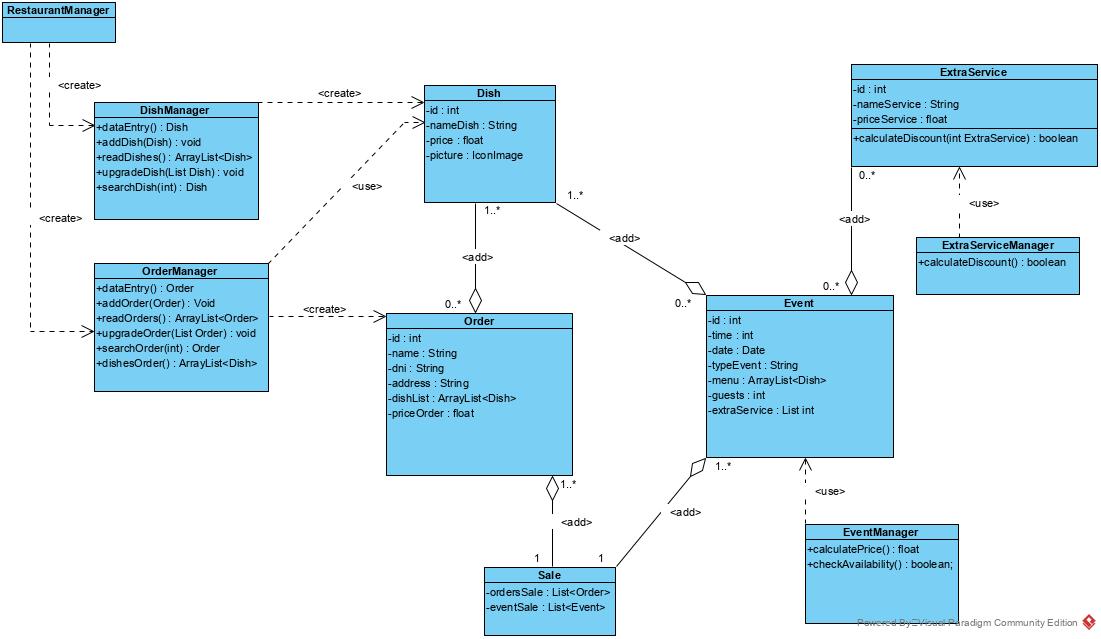 RestaurantManager
<create>
DishManager
+dataEntry() : Dish
+addDish(Dish) : void
+readDishes() : ArrayList<Dish>
+upgradeDish(List Dish) : void
+searchDish(int) : Dish
<create>
Dish
-id : int
-nameDish : String
-price : float
-picture : IconImage
ExtraService
-id : int
-nameService : String
-priceService : float
+calculateDiscount(int ExtraService) : boolean
<use>
<create>
1..*
1..*
0..*
<add>
<use>
<add>
<add>
ExtraServiceManager
+calculateDiscount() : boolean
OrderManager
+dataEntry() : Order
+addOrder(Order) : Void
+readOrders() : ArrayList<Order>
+upgradeOrder(List Order) : void
+searchOrder(int) : Order
+dishesOrder() : ArrayList<Dish>
<create>
0..*
0..*
0..*
Order
-id : int
-name : String
-dni : String
-address : String
-dishList : ArrayList<Dish>
-priceOrder : float
Event
-id : int
-time : int
-date : Date
-typeEvent : String
-menu : ArrayList<Dish>
-guests : int
-extraService : List int
1..*
1..*
<add>
<add>
<use>
1
1
Sale
-ordersSale : List<Order>
-eventSale : List<Event>
EventManager
+calculatePrice() : float
+checkAvailability() : boolean;
Powered By Visual Paradigm Community Edition